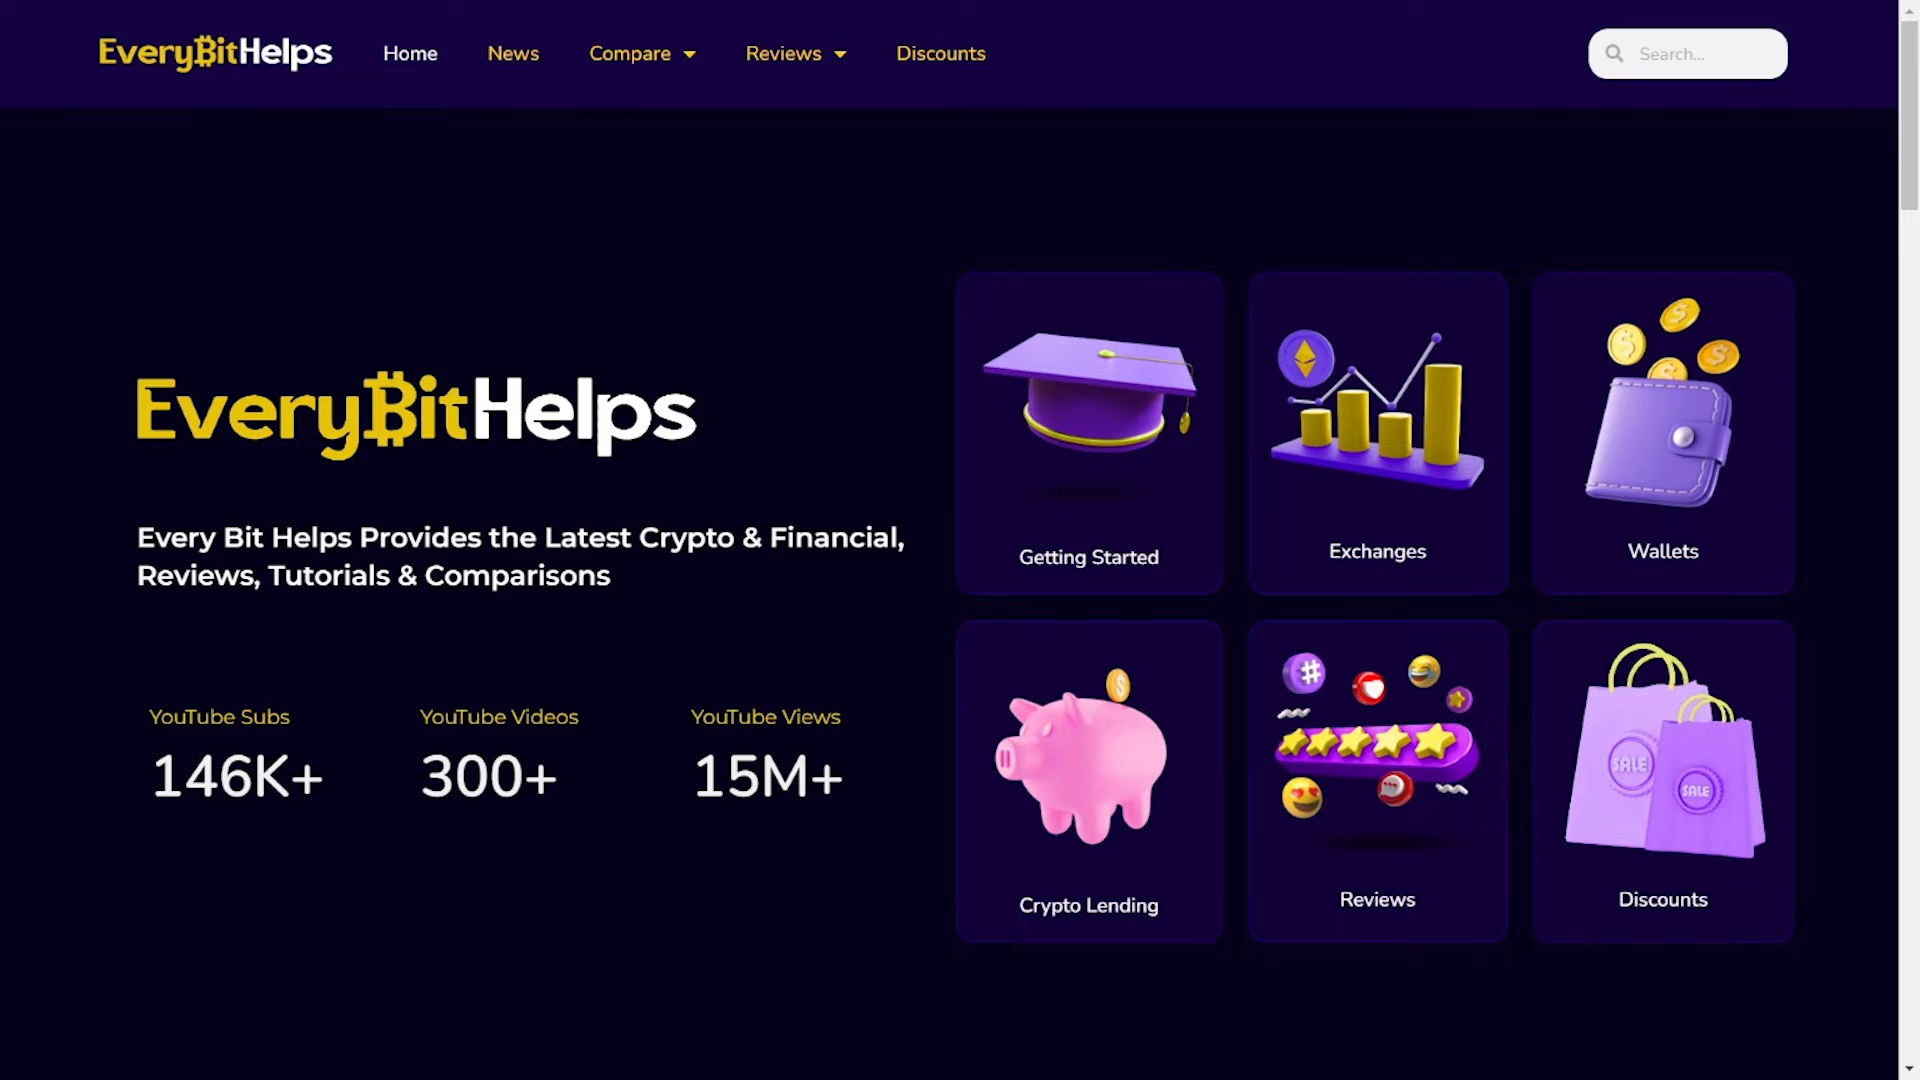 EveryBitHelps
Home
News
Compare
Reviews
Discounts
Search...
EveryBitHelps
Every Bit Helps Provides the Latest Crypto & Financial,
Reviews, Tutorials & Comparisons
YouTube Subs
146K+
YouTube Videos
300+
YouTube Views
15M+
Getting Started
Exchanges
Wallets
Crypto Lending
Reviews
SALE
SALE
Discounts